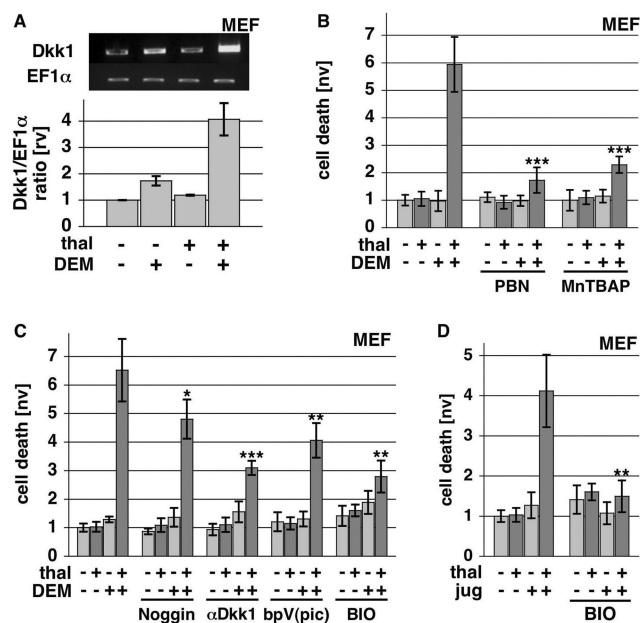 A
MEF
Dkk1
EF1α
Dkk1/EF1α
ratio [rv]
4
3
2
1
thal - - + +
DEM - + - +
B
MEF
cell death [nv]
7
6
5
4
3
2
1
0
*** ***
thal - + - + - + - + - + - +
DEM - - + + - - + + - - + +
PBN MnTBAP
C
MEF
cell death [nv]
7
6
5
4
3
2
1
0
* *** ** **
thal - + - + - + - + - + - + - + - + - + - +
DEM - - + + - - + + - - + + - - + + - - + +
Noggin αDkk1 bpV(pic) BIO
D
MEF
cell death [nv]
5
4
3
2
1
0
**
thal - + - + - + - +
jug - - + + - - + +
BIO